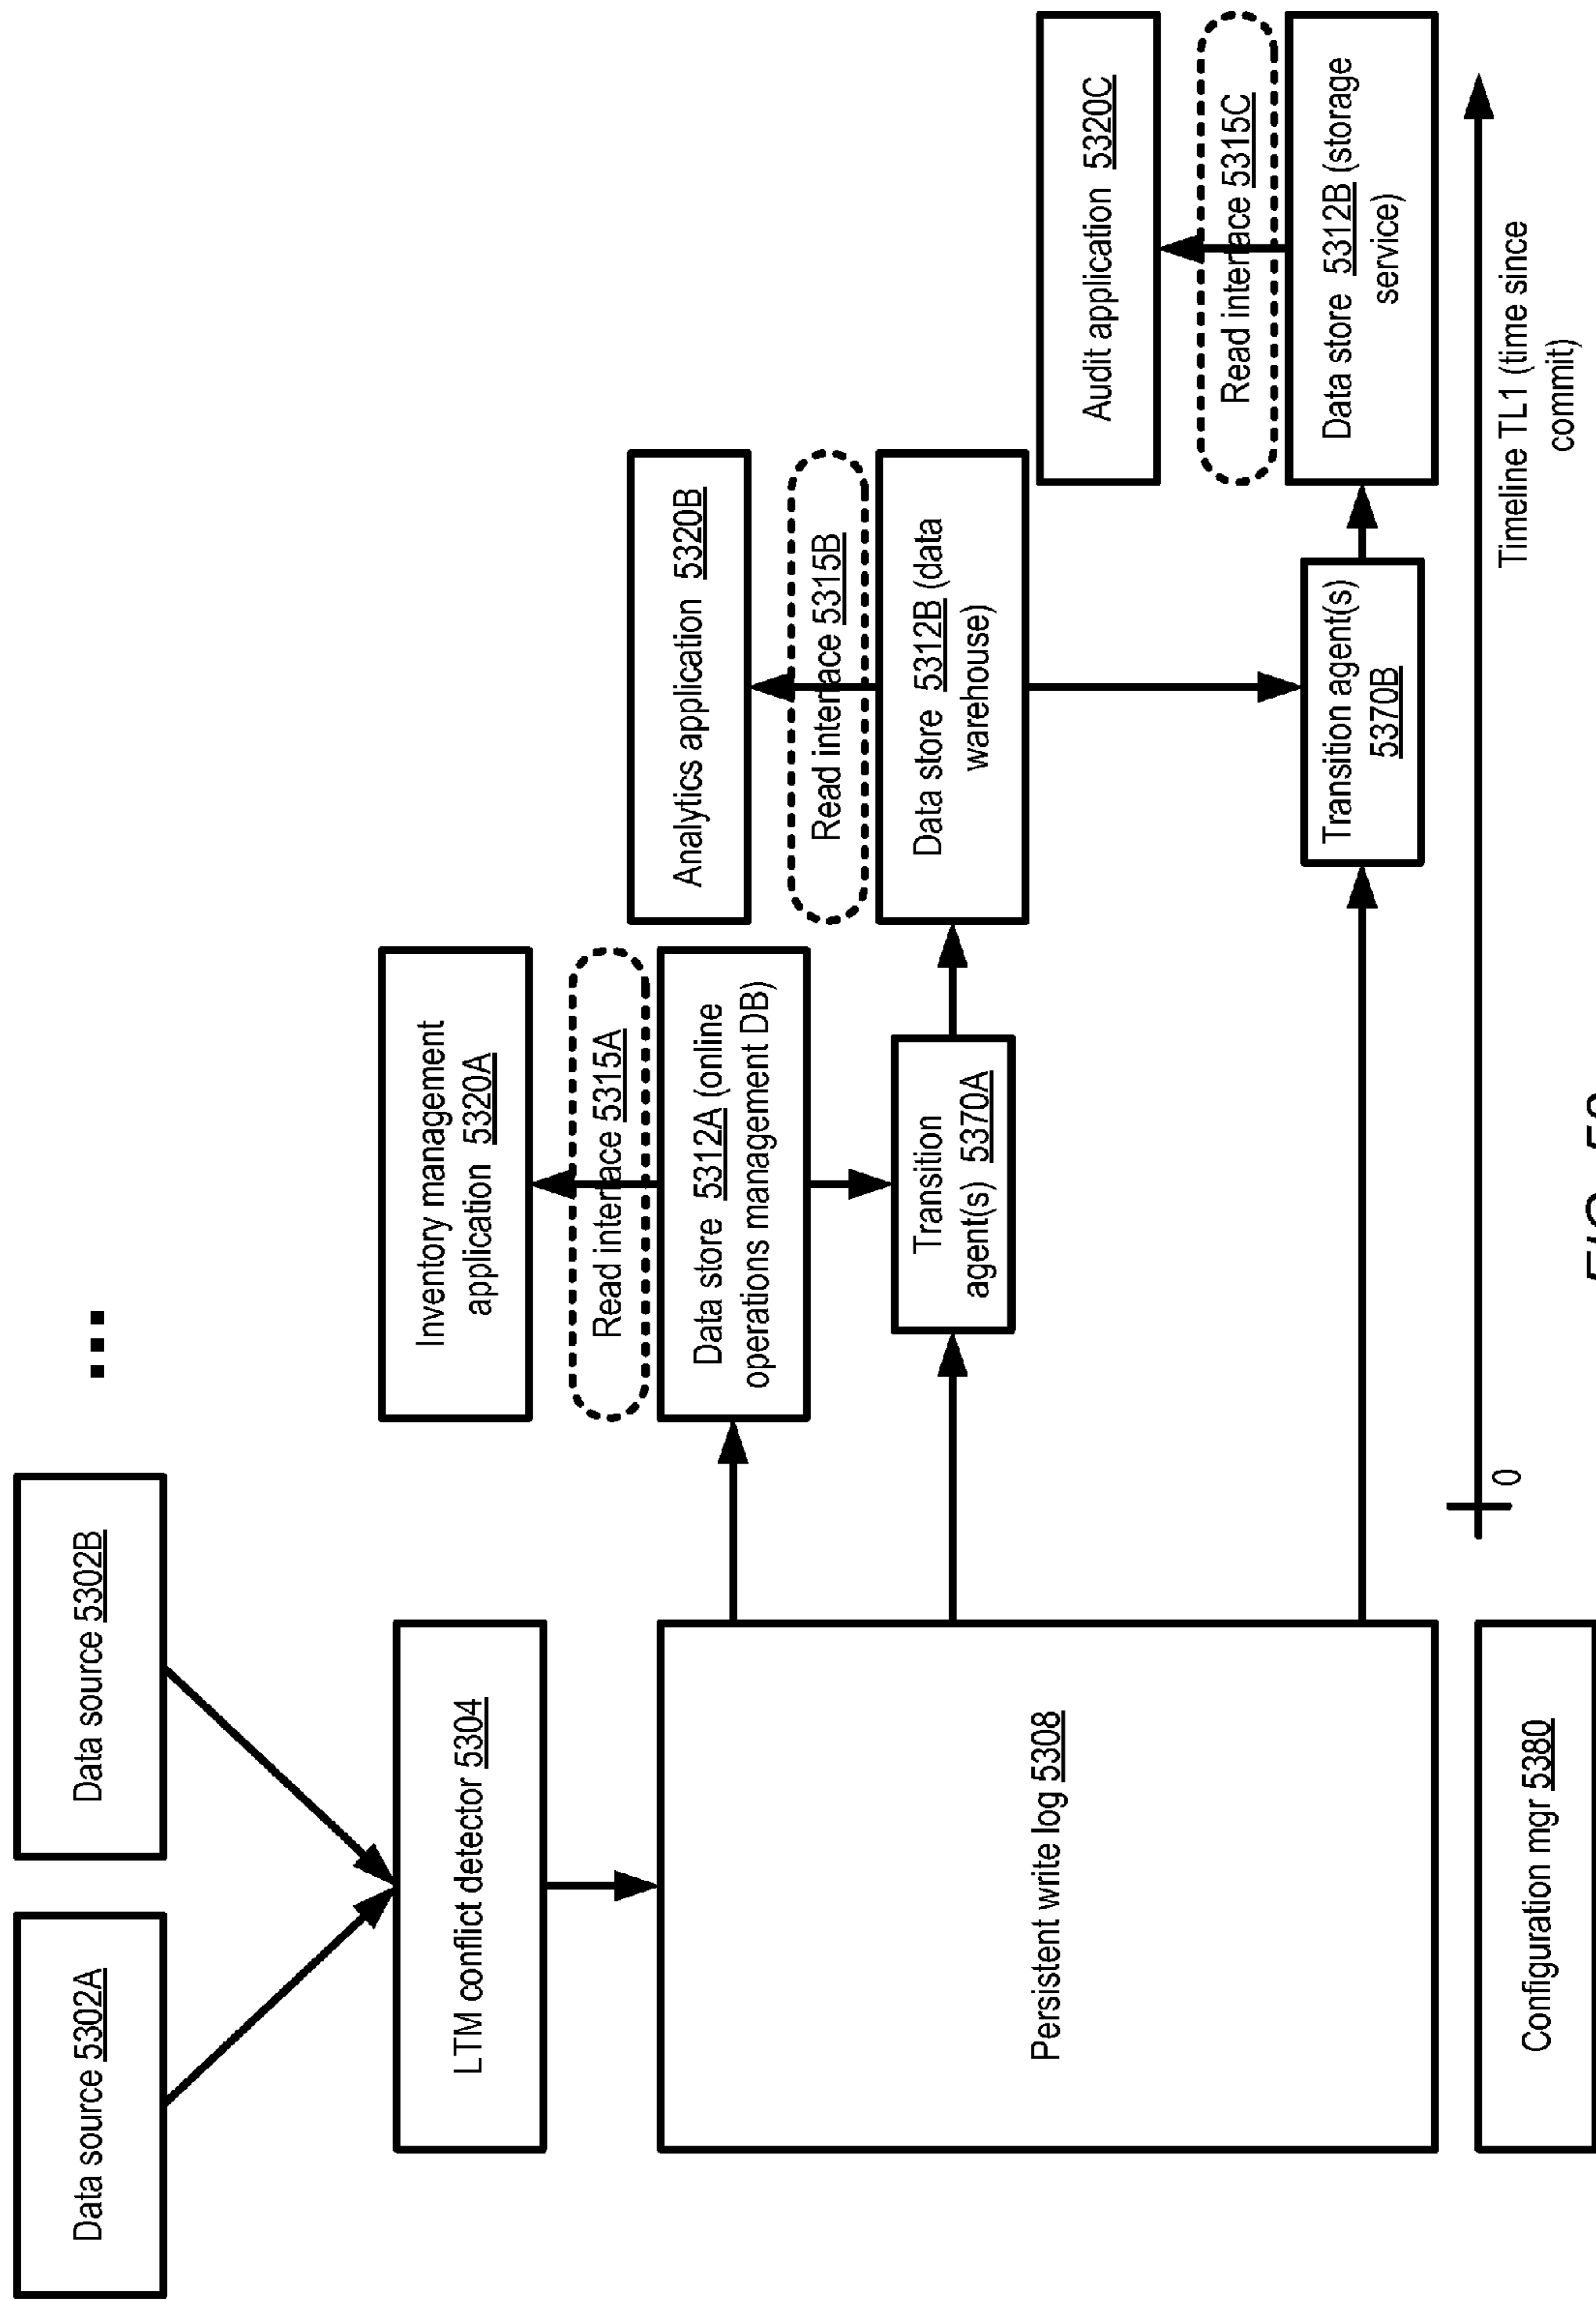 Data source 5302A
Data source 5302B
...
LTM conflict detector 5304
Persistent write log 5308
Configuration mgr 5380
Inventory management
application 5320A
Read interface 5315A
Data store 5312A (online
operations management DB)
Transition
agent(s) 5370A
Analytics application 5320B
Read interface 5315B
Data store 5312B (data
warehouse)
Transition agent(s)
5370B
Audit application 5320C
Read interface 5315C
Data store 5312B (storage
service)
0
Timeline TL1 (time since
commit)